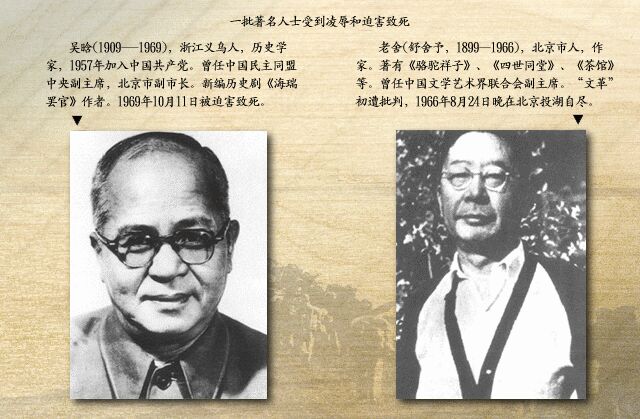 一批著名人士受到凌辱和迫害致死
吴晗(1909——1969)，浙江义乌人，历史学
家，1957年加入中国共产党。曾任中国民主同盟
中央副主席，北京市副市长。新编历史剧《海瑞
罢官》作者。1969年10月11日被迫害致死。
老舍(舒舍予，1899—1966)，北京市人，作
家。著有《骆驼祥子》、《四世同堂》、《茶馆》
等。曾任中国文学艺术界联合会副主席。“文革”
初遭批判，1966年8月24日晚在北京投湖自尽。